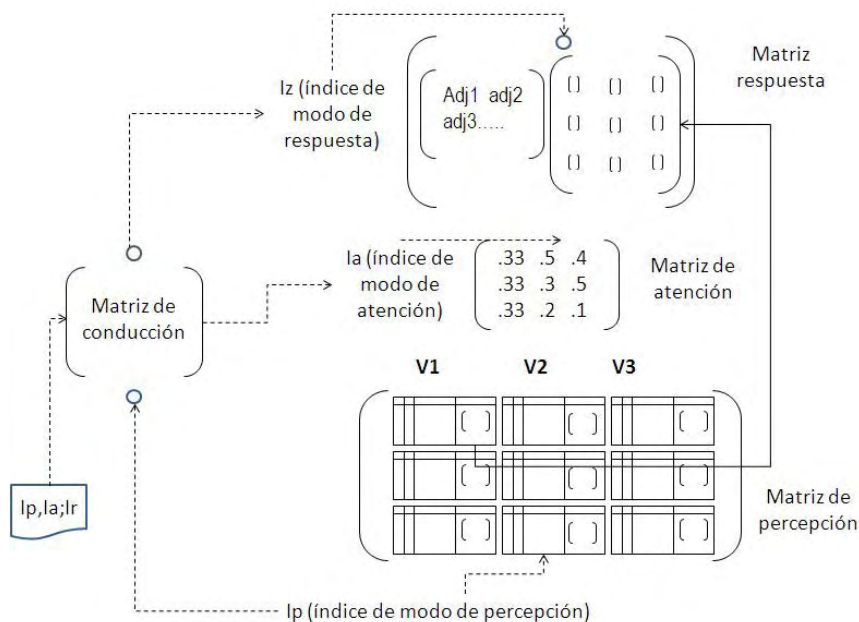 Matriz
respuesta
Iz (índice de
modo de
respuesta)
Adj1 adj2
adj3.....
Ia (índice de
modo de
atención)
.33 .5 .4
.33 .3 .5
.33 .2 .1
Matriz de
atención
Matriz de
conducción
V1 V2 V3
Ip,Ia;Ir
Matriz de
percepción
Ip (índice de modo de percepción)